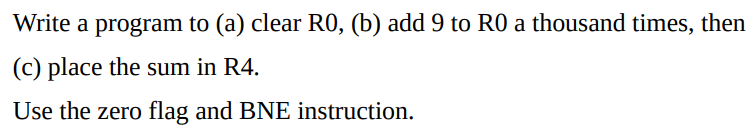 Write a program to (a) clear R0, (b) add 9 to R0 a thousand times, then
(c) place the sum in R4.
Use the zero flag and BNE instruction.